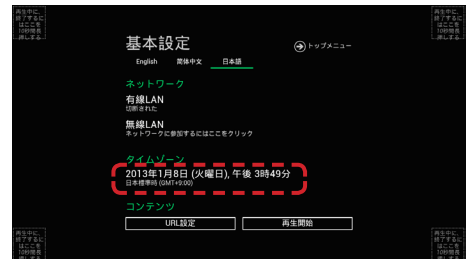 再生中に、
終了するに
はここを
10秒間長
押しする
再生中に、
終了するに
はここを
10秒間長
押しする
基本設定
トップメニュー
English 简体中文 日本語
ネットワーク
有線LAN
切断された
無線LAN
ネットワークに参加するにはここをクリック
タイムゾーン
2013年1月8日 (火曜日), 午後 3時49分
日本標準時 (GMT+9:00)
コンテンツ
URL設定 再生開始
再生中に、
終了するに
はここを
10秒間長
押しする
再生中に、
終了するに
はここを
10秒間長
押しする